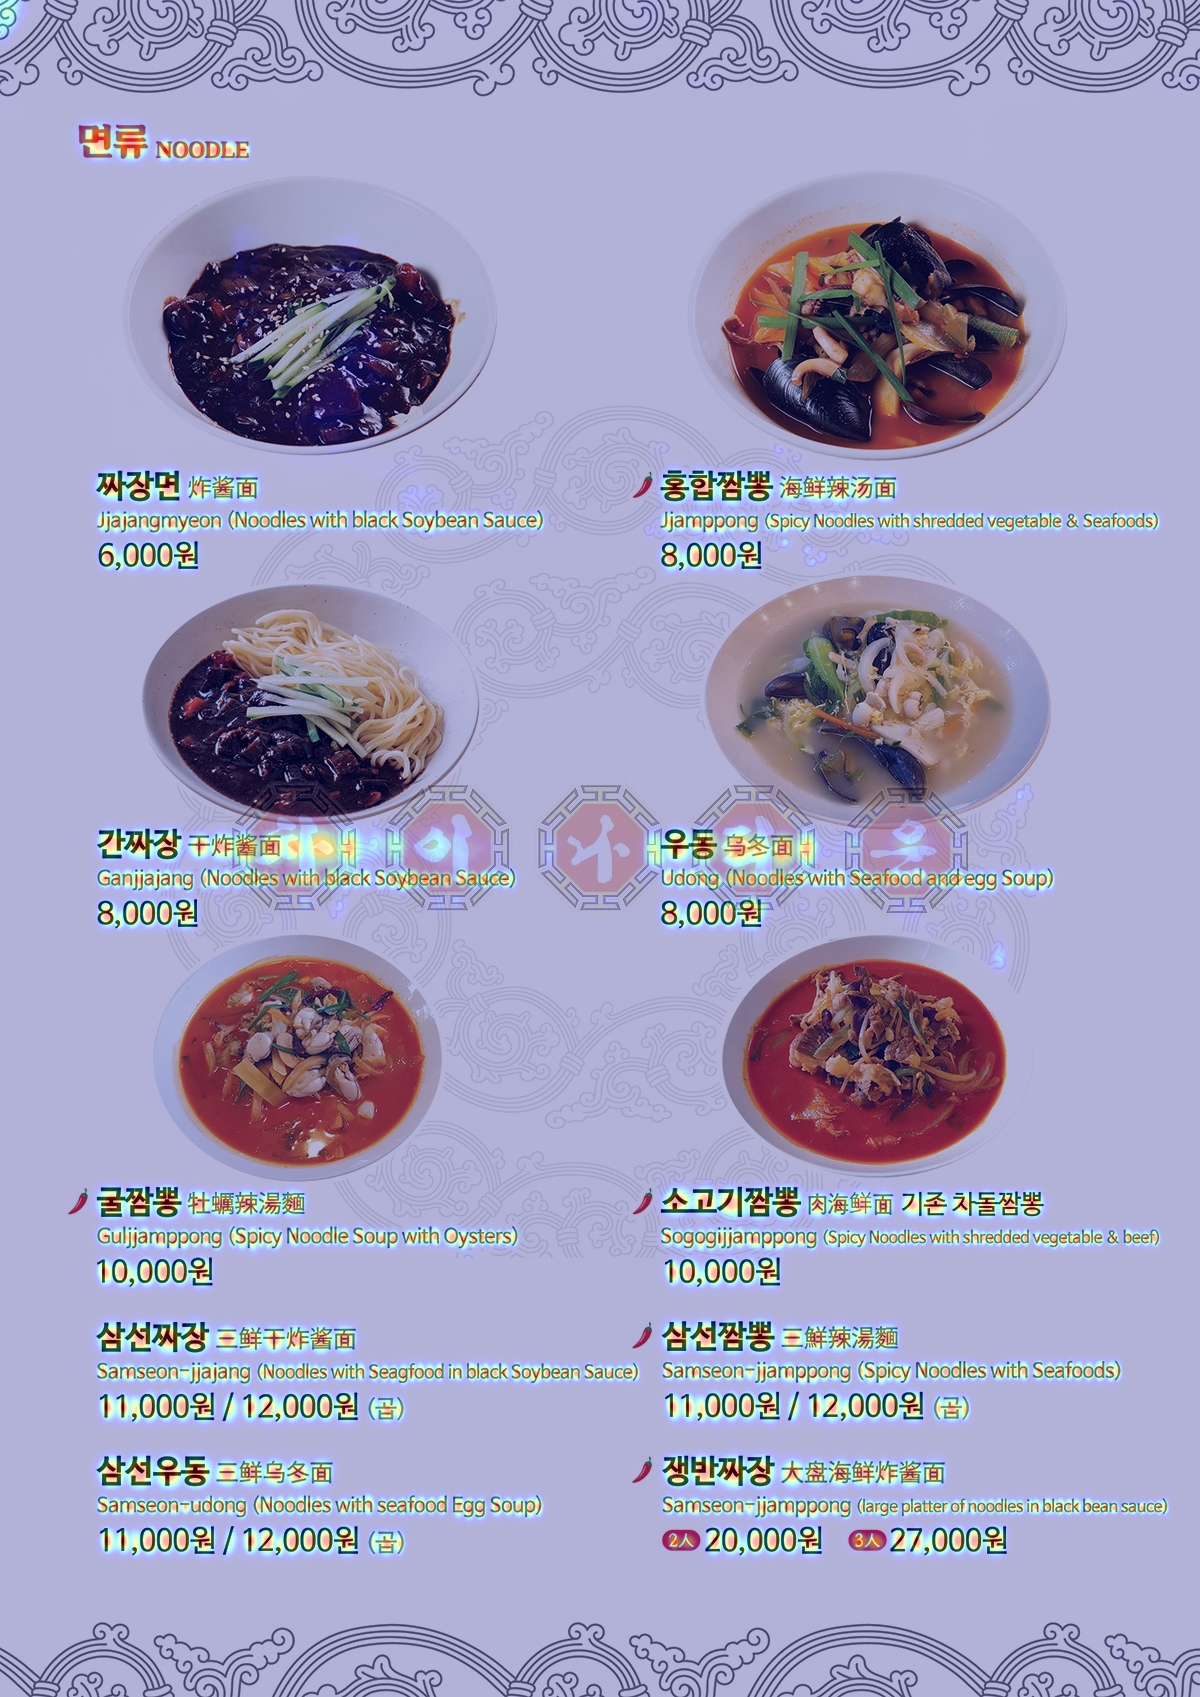 면류 NOODLE
짜장면 炸酱面
Jjajangmyeon (Noodles with black Soybean Sauce)
6,000원
홍합짬뽕 海鲜辣汤面
Jjamppong (Spicy Noodles with shredded vegetable & Seafoods)
8,000원
간짜장 干炸酱面
Ganjjajang (Noodles with black Soybean Sauce)
8,000원
우동 乌冬面
Udong (Noodles with Seafood and egg Soup)
8,000원
차이나타운
굴짬뽕 牡蠣辣湯麵
Guljjamppong (Spicy Noodle Soup with Oysters)
10,000원
소고기짬뽕 肉海鲜面 기존 차돌짬뽕
Sogogijjamppong (Spicy Noodles with shredded vegetable & beef)
10,000원
삼선짜장 三鲜干炸酱面
Samseon-jjajang (Noodles with Seagfood in black Soybean Sauce)
11,000원 / 12,000원 (곱)
삼선짬뽕 三鮮辣湯麵
Samseon-jjamppong (Spicy Noodles with Seafoods)
11,000원 / 12,000원 (곱)
삼선우동 三鲜乌冬面
Samseon-udong (Noodles with seafood Egg Soup)
11,000원 / 12,000원 (곱)
쟁반짜장 大盘海鲜炸酱面
Samseon-jjamppong (large platter of noodles in black bean sauce)
2人 20,000원 3人 27,000원